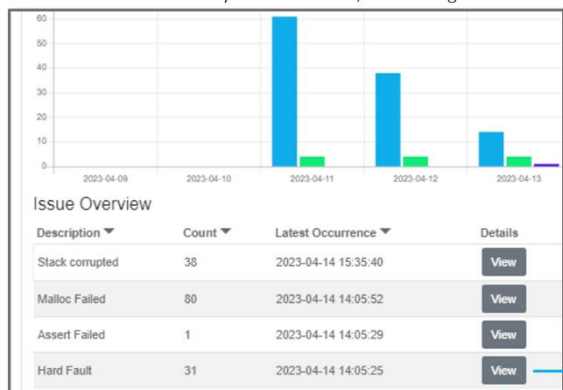 60
50
40
30
20
10
0
2023-04-09 2023-04-10 2023-04-11 2023-04-12 2023-04-13
Issue Overview
Description Count Latest Occurrence Details
Stack corrupted 38 2023-04-14 15:35:40 View
Malloc Failed 80 2023-04-14 14:05:52 View
Assert Failed 1 2023-04-14 14:05:29 View
Hard Fault 31 2023-04-14 14:05:25 View